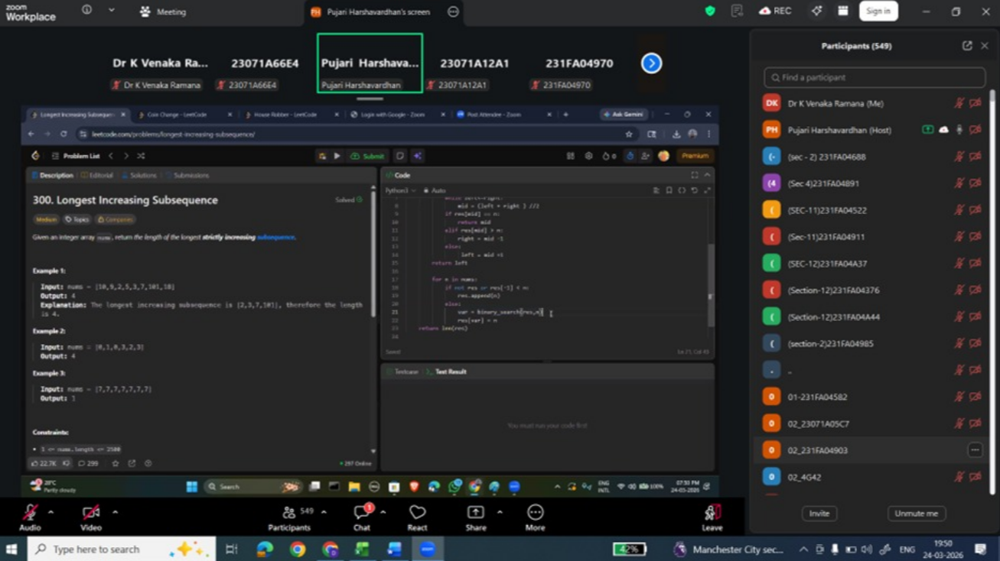 zoom
Workplace
Meeting
PH Pujari Harshavardhan's screen
REC
Sign in
Dr K Venaka Ra...
23071A66E4
Pujari Harshava...
23071A12A1
231FA04970
Dr K Venaka Ramana
23071A66E4
Pujari Harshavardhan
23071A12A1
231FA04970
Longest Increasing Subsequen
Coin Change - LeetCode
House Robber - LeetCode
Login with Google - Zoom
Post Attendee - Zoom
Ask Gemini
leetcode.com/problems/longest-increasing-subsequence/
Problem List
Submit
Premium
Description
Editorial
Solutions
Submissions
300. Longest Increasing Subsequence
Solved
Medium
Topics
Companies
Given an integer array nums, return the length of the longest strictly increasing subsequence.
Example 1:
Input: nums = [10,9,2,5,3,7,101,18]
Output: 4
Explanation: The longest increasing subsequence is [2,3,7,101], therefore the length
is 4.
Example 2:
Input: nums = [0,1,0,3,2,3]
Output: 4
Example 3:
Input: nums = [7,7,7,7,7,7,7]
Output: 1
Constraints:
1 <= nums.length <= 2500
22.7K
299
297 Online
Code
Python3
Auto
8 mid = (left + right ) //2
9 if res[mid] == n:
10 return mid
11 elif res[mid] > n:
12 right = mid -1
13 else:
14 left = mid +1
15 return left
16
17 for n in nums:
18 if not res or res[-1] < n:
19 res.append(n)
20 else:
21 var = binary_search(res,n)
22 res[var] = n
23 return len(res)
24
Saved
Ln 21, Col 43
Testcase
Test Result
You must run your code first
Partly cloudy
Search
ENG
INTL
100%
07:50 PM
24-03-2026
Audio
Video
549
Participants
1
Chat
React
Share
More
Leave
Participants (549)
Find a participant
DK Dr K Venaka Ramana (Me)
PH Pujari Harshavardhan (Host)
(- (sec - 2) 231FA04688
(4 (Sec 4)231FA04891
( (SEC-11)231FA04522
( (Sec-11)231FA04911
( (SEC-12)231FA04A37
( (Section-12)231FA04376
( (Section-12)231FA04A44
( (section-2)231FA04985
- -
0 01-231FA04582
0 02_23071A05C7
0 02_231FA04903
0 02_4G42
Invite
Unmute me
Type here to search
42%
Manchester City sec...
ENG
19:50
24-03-2026